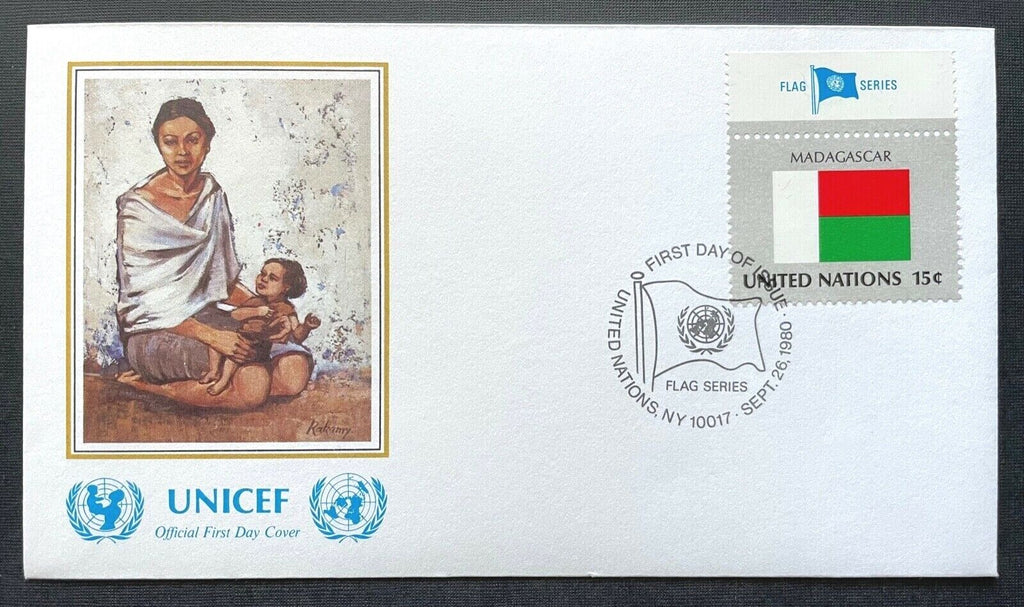 FLAG SERIES
MADAGASCAR
UNITED NATIONS 15¢
FIRST DAY OF ISSUE · SEPT. 26, 1980 ·
UNITED NATIONS, NY 10017 ·
FLAG SERIES
Kakamy
UNICEF
Official First Day Cover